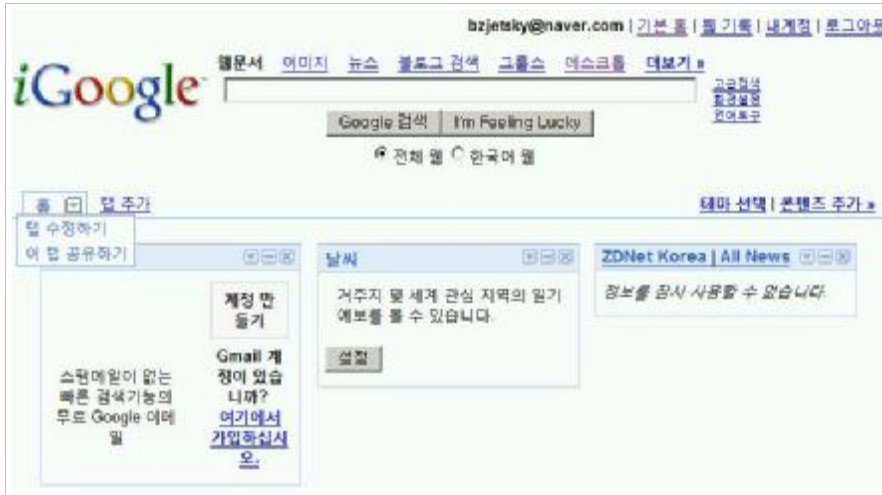 bzjetsky@naver.com | 기본 홈 | 웹 기록 | 내계정 | 로그아웃
iGoogle
웹문서 이미지 뉴스 블로그 검색 그룹스 데스크톱 더보기 »
고급검색
환경설정
언어도구
Google 검색 I'm Feeling Lucky
전체 웹 한국어 웹
홈 탭 추가
테마 선택 | 콘텐츠 추가 »
탭 수정하기
이 탭 공유하기
계정 만
들기
Gmail 계
정이 있습
니까?
여기에서
가입하십시
오.
스팸메일이 없는
빠른 검색기능의
무료 Google 이메
일
날씨
거주지 및 세계 관심 지역의 일기
예보를 볼 수 있습니다.
설정
ZDNet Korea | All News
정보를 잠시 사용할 수 없습니다.